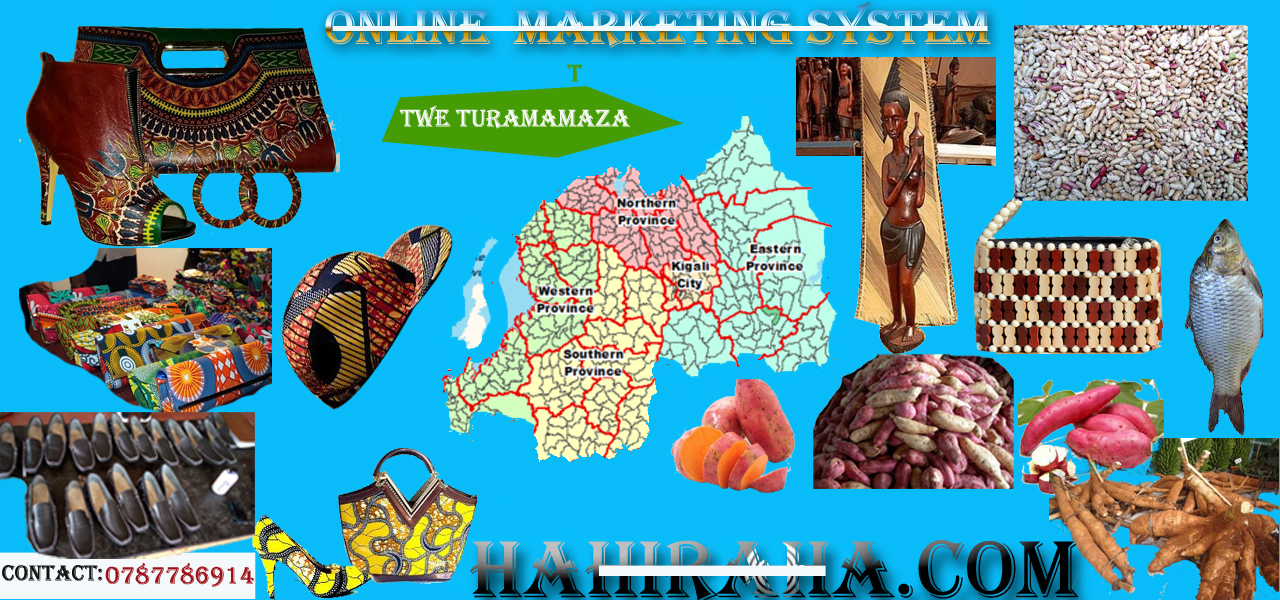 ONLINE MARKETING SYSTEM
T
TWE TURAMAMAZA
Northern
Province
Eastern
Province
Kigali
City
Western
Province
Southern
Province
CONTACT: 0787786914
HAHIRAHA.COM